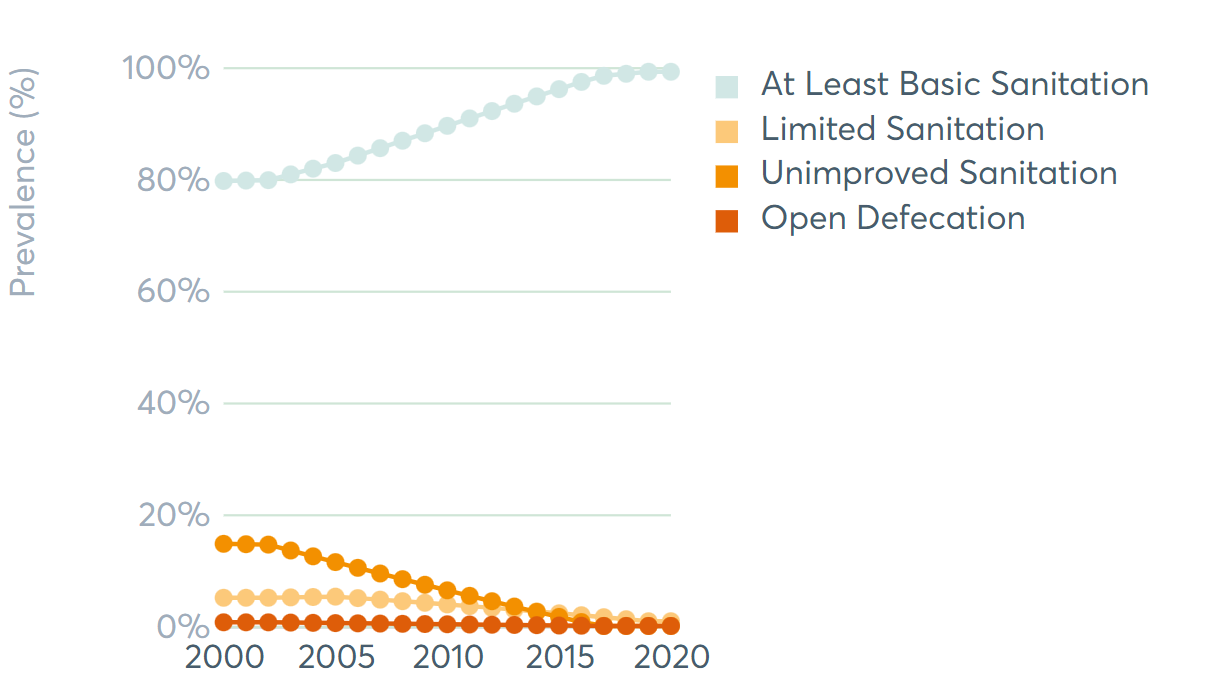 Prevalence (%)
100%
80%
60%
40%
20%
0%
2000 2005 2010 2015 2020
At Least Basic Sanitation
Limited Sanitation
Unimproved Sanitation
Open Defecation